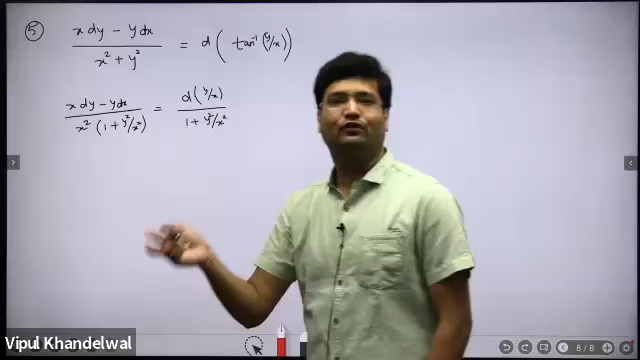 ⑤ (x dy − y dx)/(x² + y²) = d(tan⁻¹(y/x))
(x dy − y dx)/(x²(1 + y²/x²)) = d(y/x)/(1 + y²/x²)
Vipul Khandelwal
8 / 8